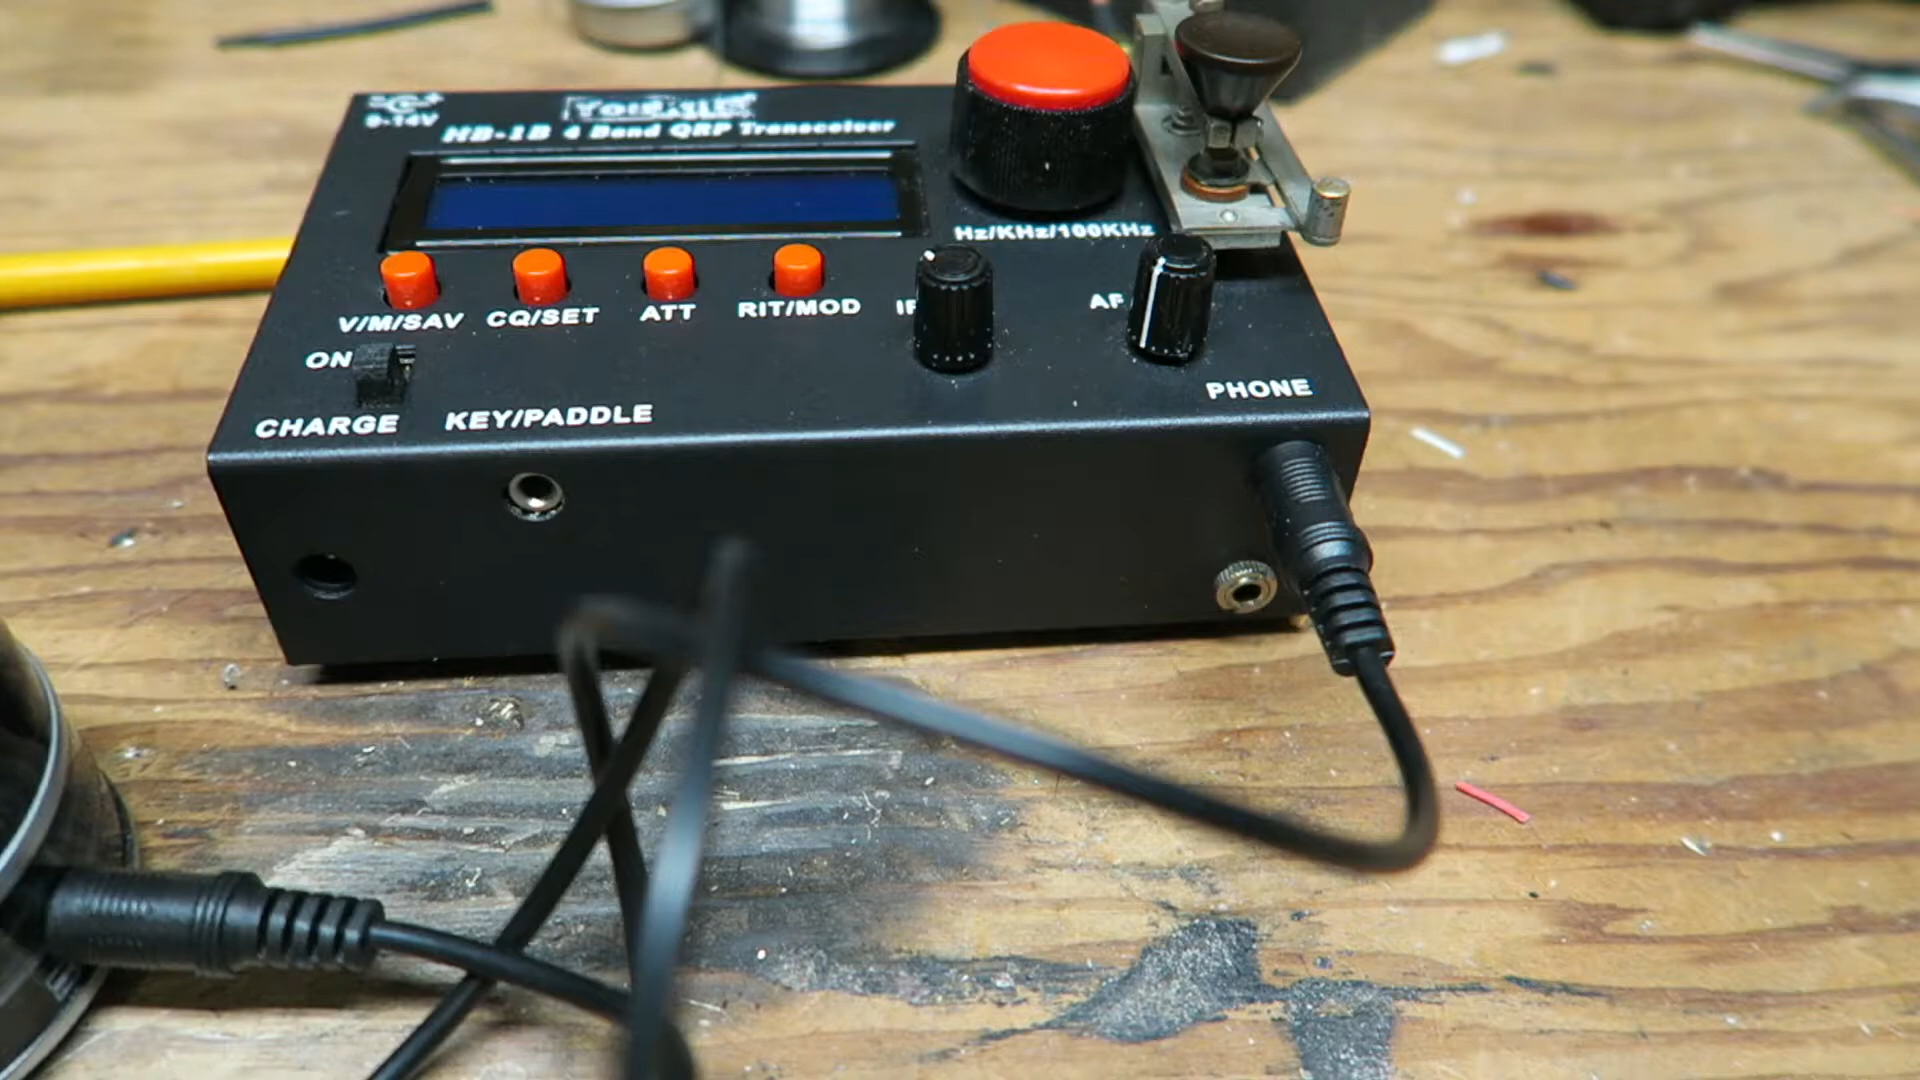 9-14V
HB-1B 4 Band QRP Transceiver
Hz/KHz/100KHz
V/M/SAV CQ/SET ATT RIT/MOD IF AF
ON
CHARGE KEY/PADDLE PHONE